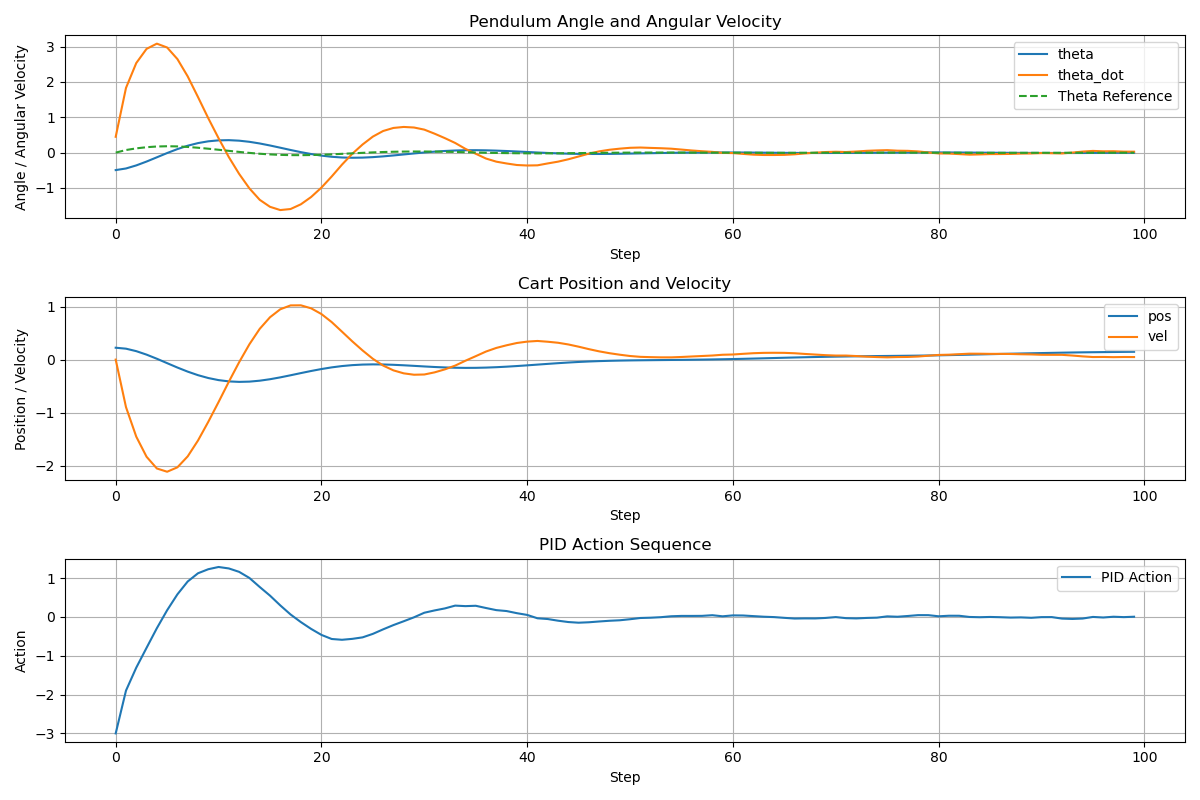 Pendulum Angle and Angular Velocity
Angle / Angular Velocity
3
2
1
0
−1
theta
theta_dot
Theta Reference
0 20 40 60 80 100
Step
Cart Position and Velocity
Position / Velocity
1
0
−1
−2
pos
vel
0 20 40 60 80 100
Step
PID Action Sequence
Action
1
0
−1
−2
−3
PID Action
0 20 40 60 80 100
Step